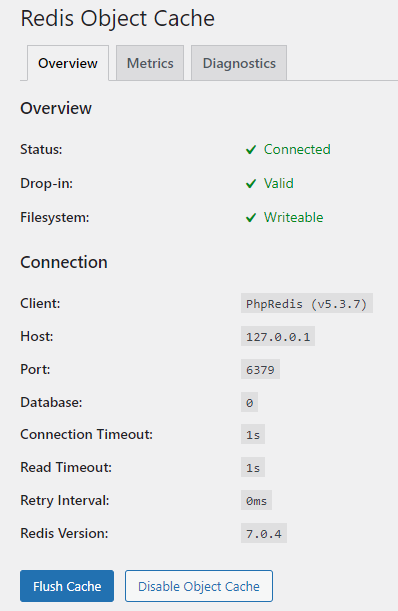 Redis Object Cache
Overview Metrics Diagnostics
Overview
Status: Connected
Drop-in: Valid
Filesystem: Writeable
Connection
Client: PhpRedis (v5.3.7)
Host: 127.0.0.1
Port: 6379
Database: 0
Connection Timeout: 1s
Read Timeout: 1s
Retry Interval: 0ms
Redis Version: 7.0.4
Flush Cache Disable Object Cache